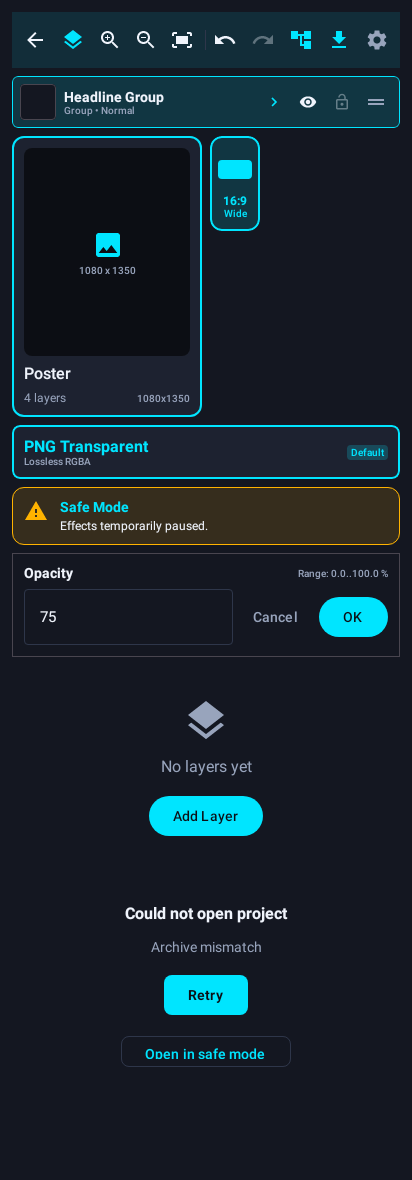 Headline Group
Group • Normal
16:9
Wide
1080 x 1350
Poster
4 layers
1080x1350
PNG Transparent
Lossless RGBA
Default
Safe Mode
Effects temporarily paused.
Opacity
Range: 0.0..100.0 %
75
Cancel
OK
No layers yet
Add Layer
Could not open project
Archive mismatch
Retry
Open in safe mode